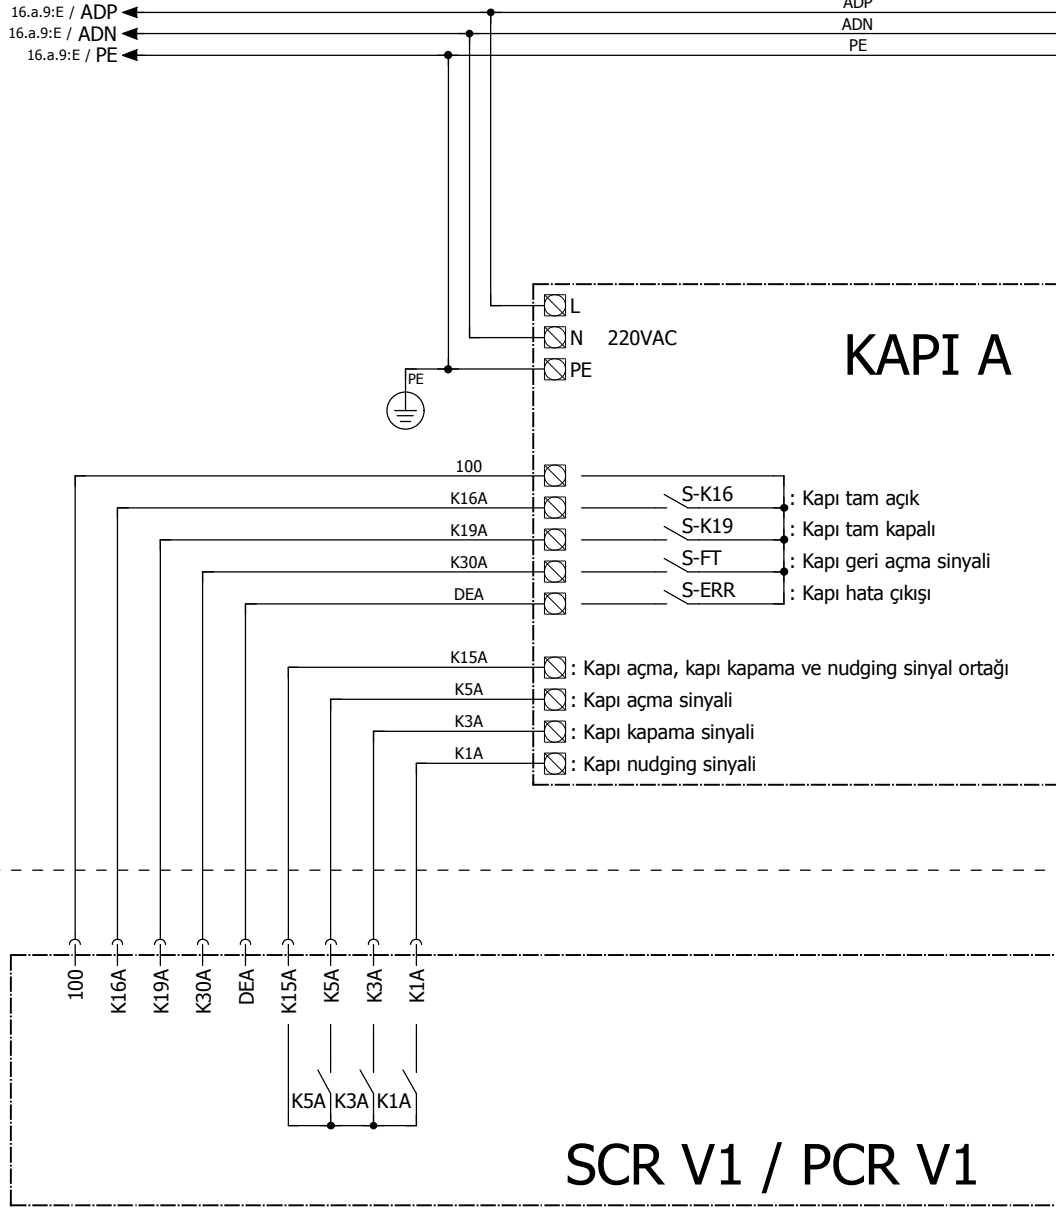 16.a.9:E / ADP
ADP
16.a.9:E / ADN
ADN
16.a.9:E / PE
PE
L
N 220VAC
PE
KAPI A
PE
100
K16A
S-K16 : Kapı tam açık
K19A
S-K19 : Kapı tam kapalı
K30A
S-FT : Kapı geri açma sinyali
DEA
S-ERR : Kapı hata çıkışı
K15A : Kapı açma, kapı kapama ve nudging sinyal ortağı
K5A : Kapı açma sinyali
K3A : Kapı kapama sinyali
K1A : Kapı nudging sinyali
100
K16A
K19A
K30A
DEA
K15A
K5A
K3A
K1A
K5A K3A K1A
SCR V1 / PCR V1